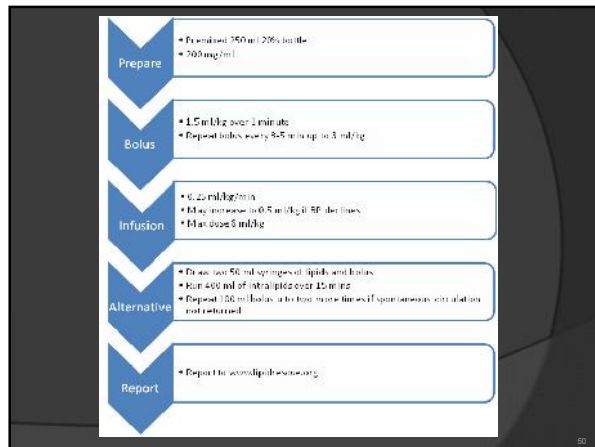 Prepare
• Premixed 250 ml 20% bottle
• 200 mg/ml
Bolus
• 1.5 ml/kg over 1 minute
• Repeat bolus every 3-5 min up to 3 ml/kg
Infusion
• 0.25 ml/kg/min
• May increase to 0.5 ml/kg if BP declines
• Max dose 8 ml/kg
Alternative
• Draw two 50 ml syringes of lipids and bolus
• Run 400 ml of intralipids over 15 mins
• Repeat 100 ml bolus up to two more times if spontaneous circulation
not returned
Report
• Report to www.lipidresque.org
50